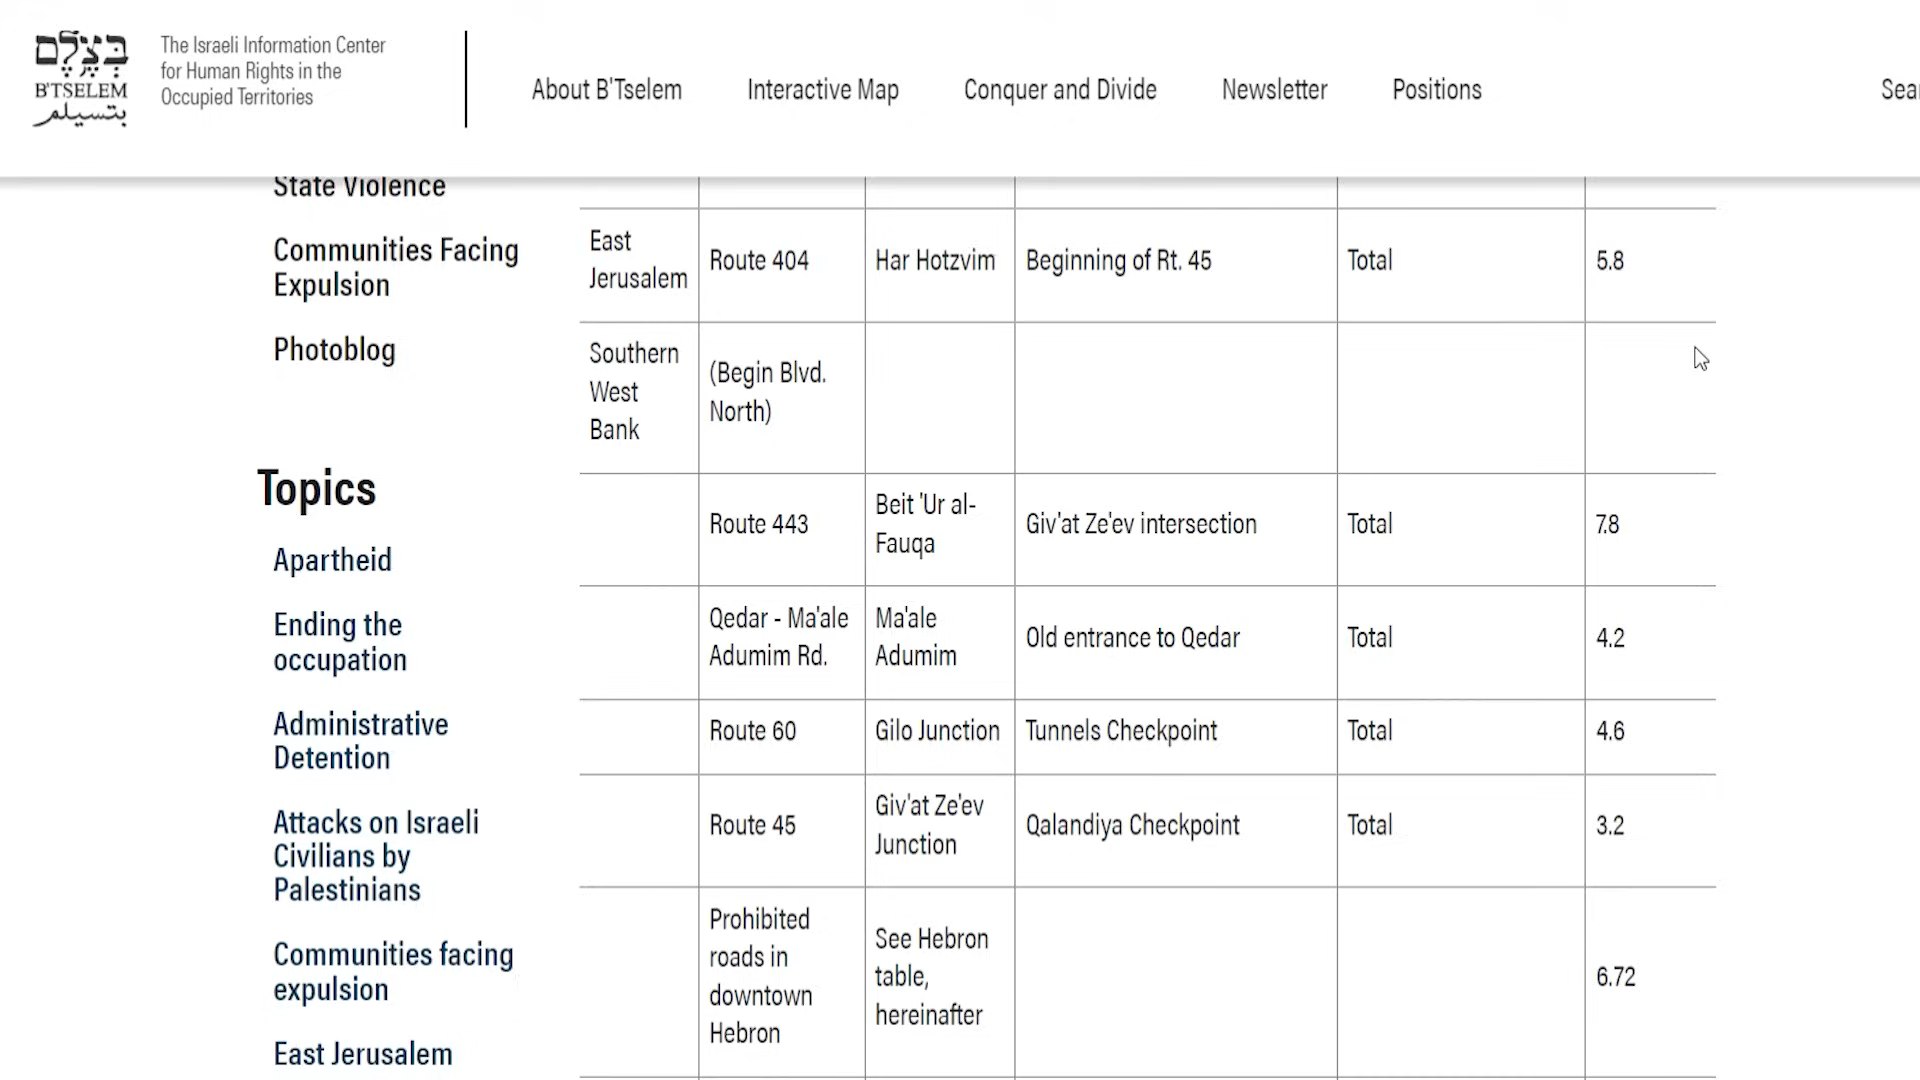 בְּצֶלֶם
B'TSELEM
بتسيلم
The Israeli Information Center
for Human Rights in the
Occupied Territories
About B'Tselem
Interactive Map
Conquer and Divide
Newsletter
Positions
Sea
State Violence
Communities Facing
Expulsion
Photoblog
Topics
Apartheid
Ending the
occupation
Administrative
Detention
Attacks on Israeli
Civilians by
Palestinians
Communities facing
expulsion
East Jerusalem
East
Jerusalem
Route 404
Har Hotzvim
Beginning of Rt. 45
Total
5.8
Southern
West
Bank
(Begin Blvd.
North)
Route 443
Beit 'Ur al-
Fauqa
Giv'at Ze'ev intersection
Total
7.8
Qedar - Ma'ale
Adumim Rd.
Ma'ale
Adumim
Old entrance to Qedar
Total
4.2
Route 60
Gilo Junction
Tunnels Checkpoint
Total
4.6
Route 45
Giv'at Ze'ev
Junction
Qalandiya Checkpoint
Total
3.2
Prohibited
roads in
downtown
Hebron
See Hebron
table,
hereinafter
6.72